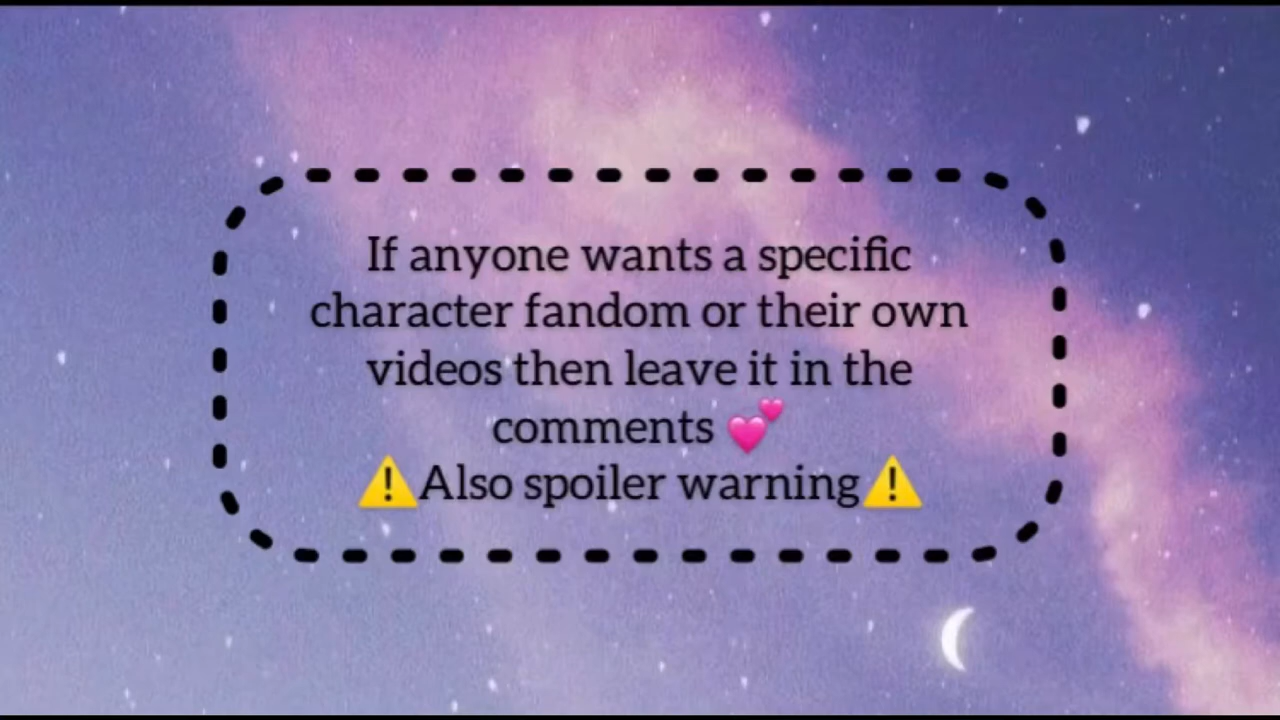 If anyone wants a specific
character fandom or their own
videos then leave it in the
comments 💕
⚠️Also spoiler warning⚠️